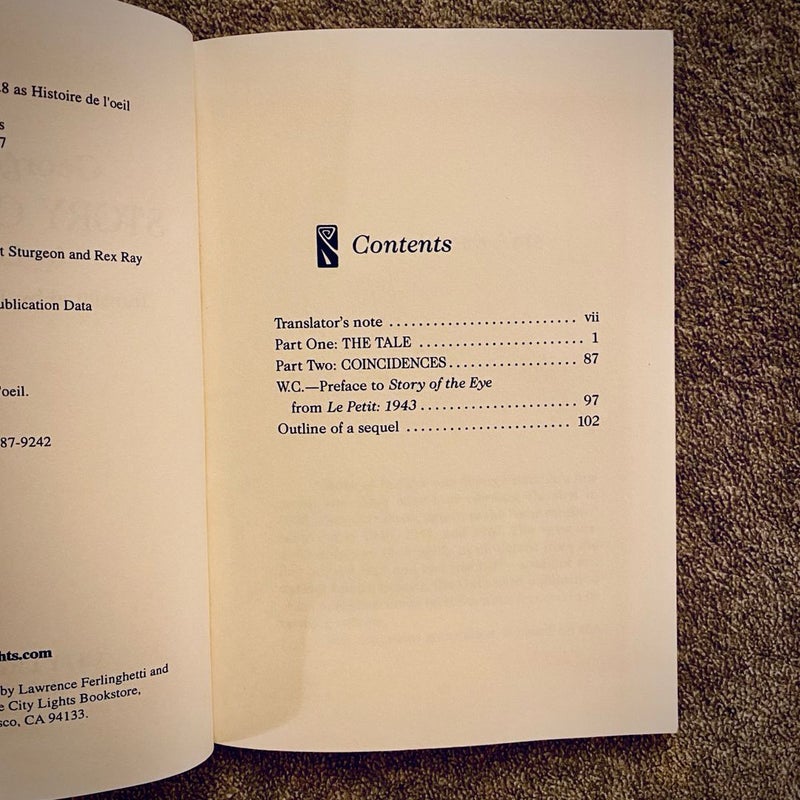 8 as Histoire de l'oeil
s
7
t Sturgeon and Rex Ray
ublication Data
'oeil.
87-9242
hts.com
by Lawrence Ferlinghetti and
e City Lights Bookstore,
sco, CA 94133.
Contents
Translator's note ......................... vii
Part One: THE TALE ...................... 1
Part Two: COINCIDENCES ................. 87
W.C.—Preface to Story of the Eye
from Le Petit: 1943 ..................... 97
Outline of a sequel ...................... 102